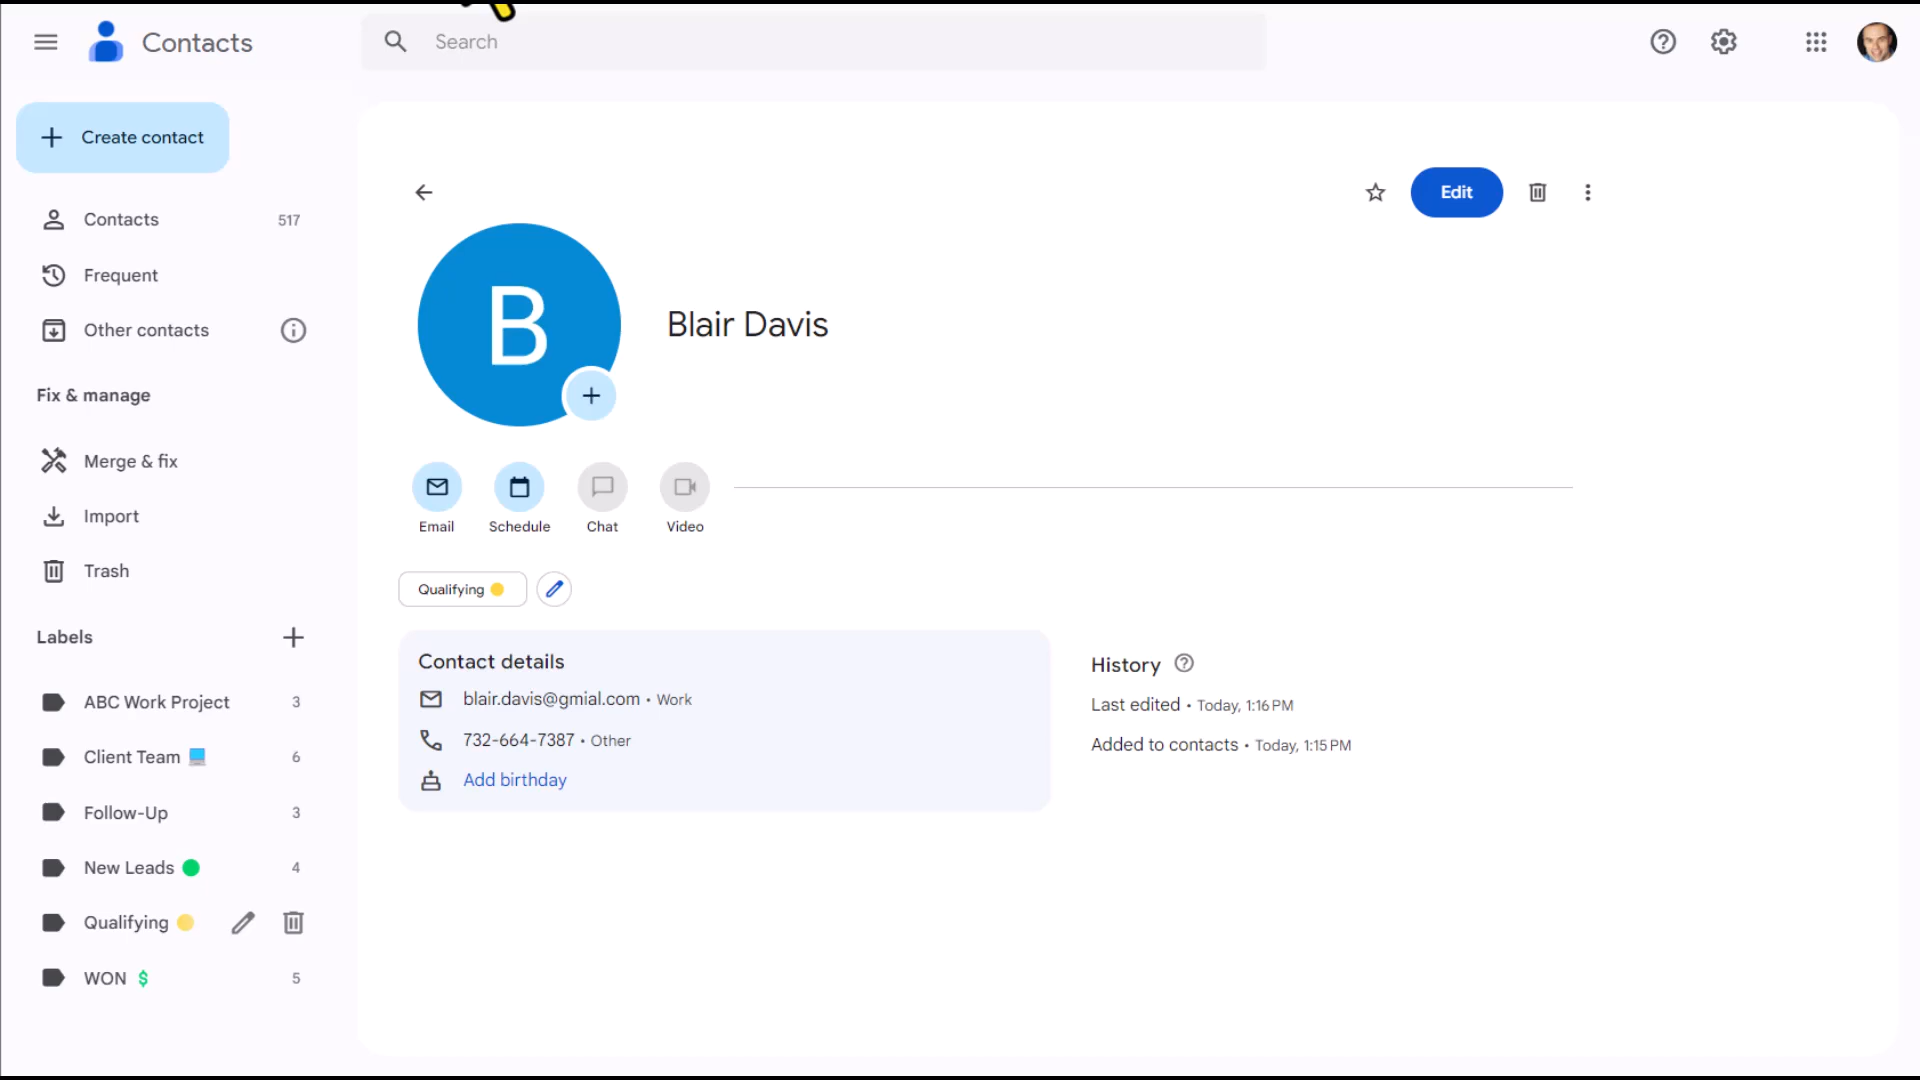 Contacts
Search
Create contact
Contacts 517
Frequent
Other contacts
Fix & manage
Merge & fix
Import
Trash
Labels
ABC Work Project 3
Client Team 6
Follow-Up 3
New Leads 4
Qualifying
WON 5
Edit
B
Blair Davis
Email Schedule Chat Video
Qualifying
Contact details
blair.davis@gmial.com • Work
732-664-7387 • Other
Add birthday
History
Last edited • Today, 1:16 PM
Added to contacts • Today, 1:15 PM